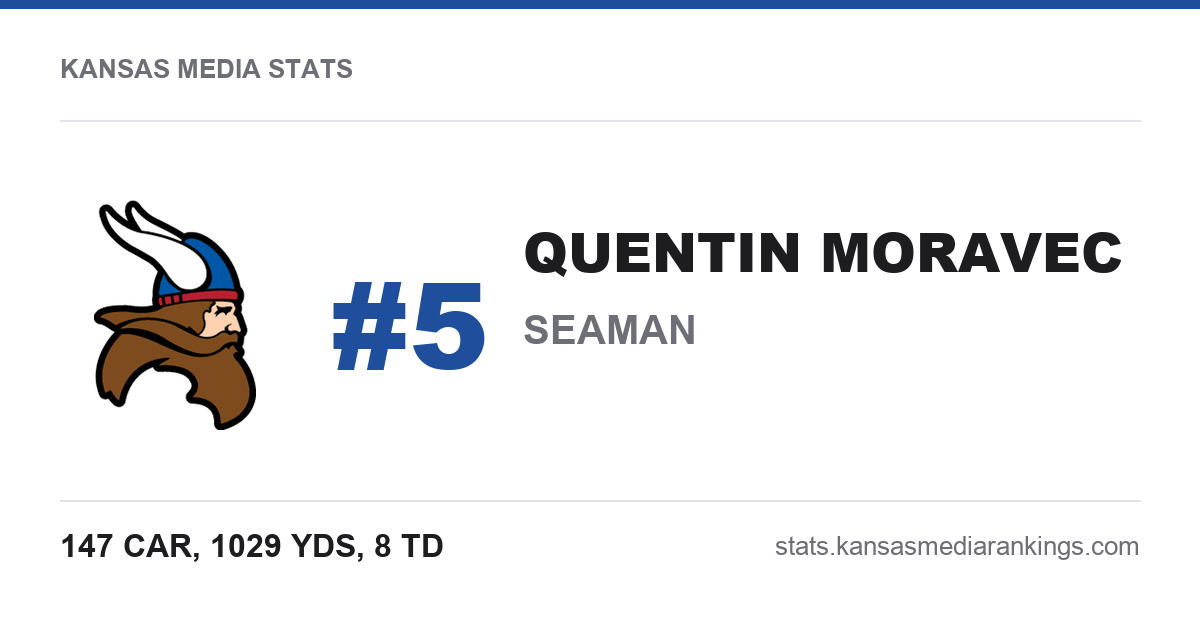 KANSAS MEDIA STATS
#5
QUENTIN MORAVEC
SEAMAN
147 CAR, 1029 YDS, 8 TD
stats.kansasmediarankings.com